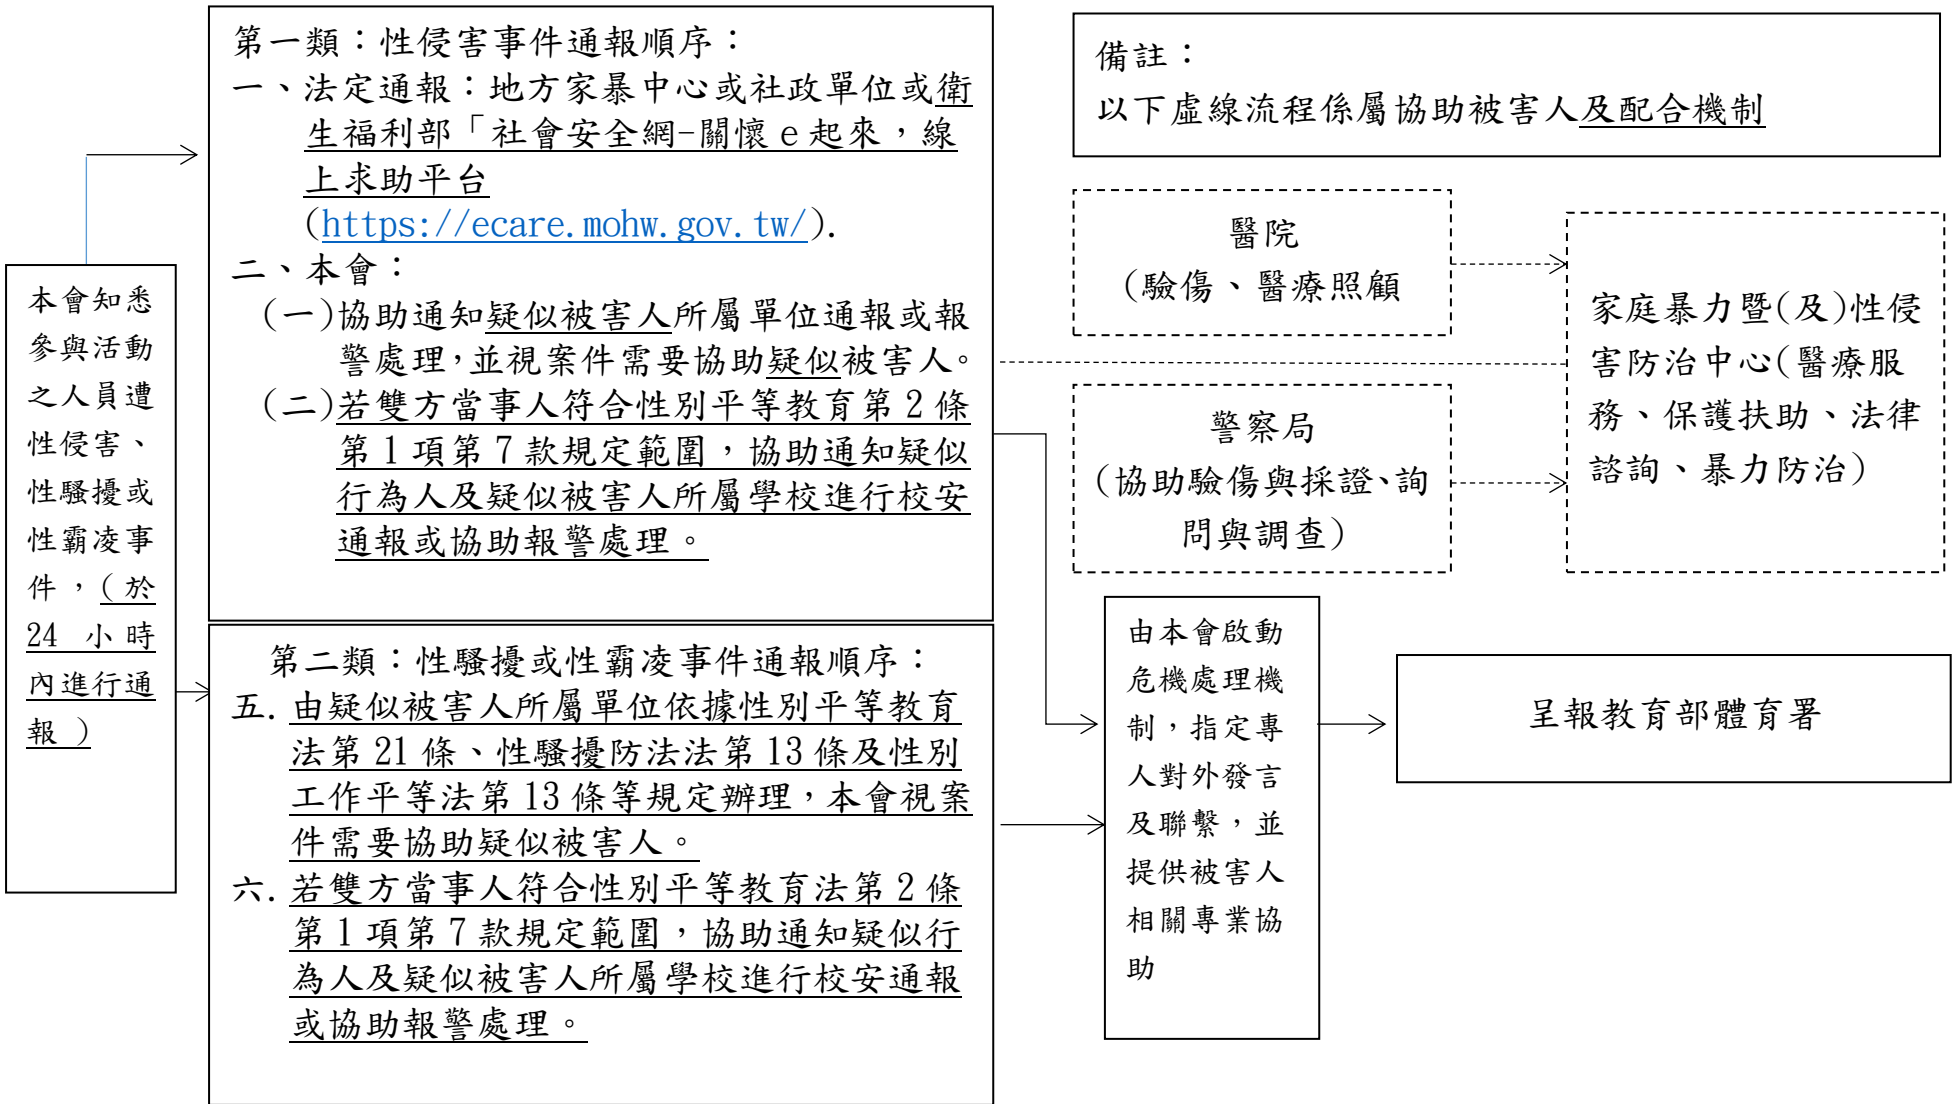 本會知悉
參與活動
之人員遭
性侵害、
性騷擾或
性霸凌事
件，(於
24 小時
內進行通
報 )
第一類：性侵害事件通報順序：
一、法定通報：地方家暴中心或社政單位或衛
生福利部「社會安全網-關懷 e 起來，線
上求助平台
(https://ecare.mohw.gov.tw/).
二、本會：
(一)協助通知疑似被害人所屬單位通報或報
警處理，並視案件需要協助疑似被害人。
(二)若雙方當事人符合性別平等教育第 2 條
第 1 項第 7 款規定範圍，協助通知疑似
行為人及疑似被害人所屬學校進行校安
通報或協助報警處理。
第二類：性騷擾或性霸凌事件通報順序：
五. 由疑似被害人所屬單位依據性別平等教育
法第 21 條、性騷擾防法法第 13 條及性別
工作平等法第 13 條等規定辦理，本會視案
件需要協助疑似被害人。
六. 若雙方當事人符合性別平等教育法第 2 條
第 1 項第 7 款規定範圍，協助通知疑似行
為人及疑似被害人所屬學校進行校安通報
或協助報警處理。
備註：
以下虛線流程係屬協助被害人及配合機制
醫院
(驗傷、醫療照顧
警察局
(協助驗傷與採證、詢
問與調查)
家庭暴力暨(及)性侵
害防治中心(醫療服
務、保護扶助、法律
諮詢、暴力防治)
由本會啟動
危機處理機
制，指定專
人對外發言
及聯繫，並
提供被害人
相關專業協
助
呈報教育部體育署